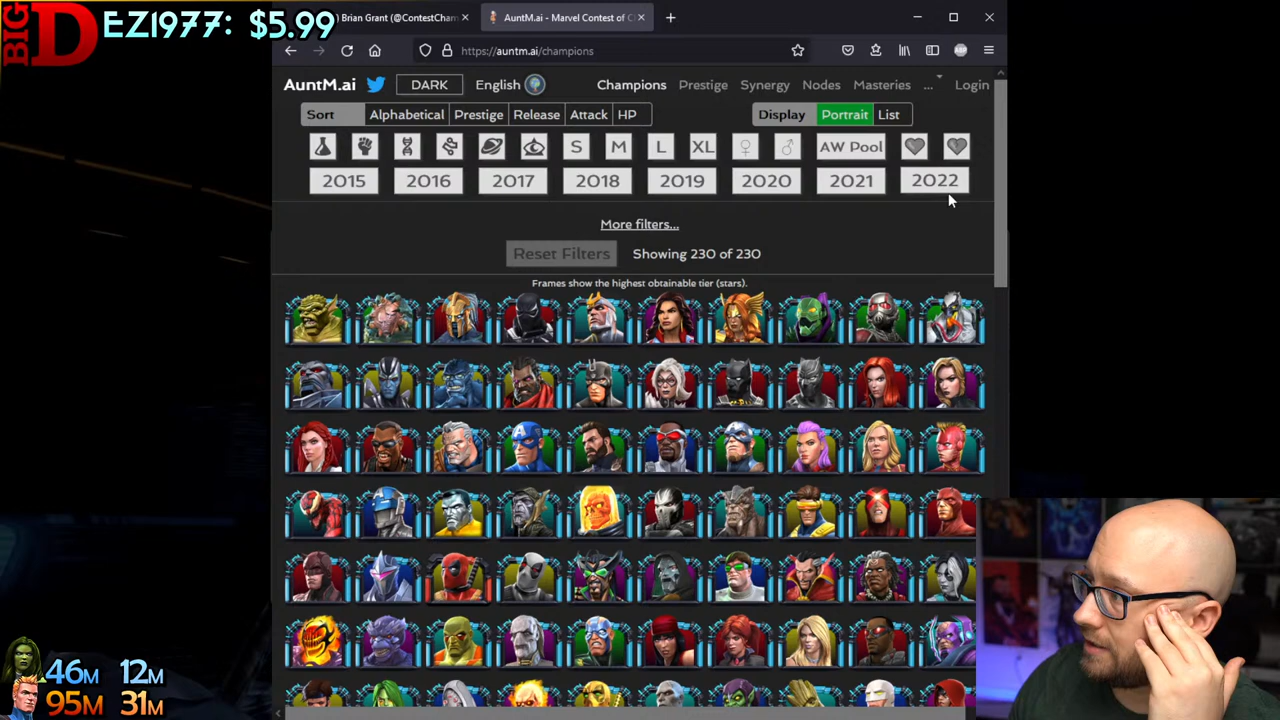 BIG D
EZ1977: $5.99
) Brian Grant (@ContestCham
AuntM.ai - Marvel Contest of C
https://auntm.ai/champions
AuntM.ai
DARK
English
Champions
Prestige
Synergy
Nodes
Masteries
...
Login
Sort
Alphabetical
Prestige
Release
Attack
HP
Display
Portrait
List
S
M
L
XL
AW Pool
2015
2016
2017
2018
2019
2020
2021
2022
More filters...
Reset Filters
Showing 230 of 230
Frames show the highest obtainable tier (stars).
46M 12M
95M 31M